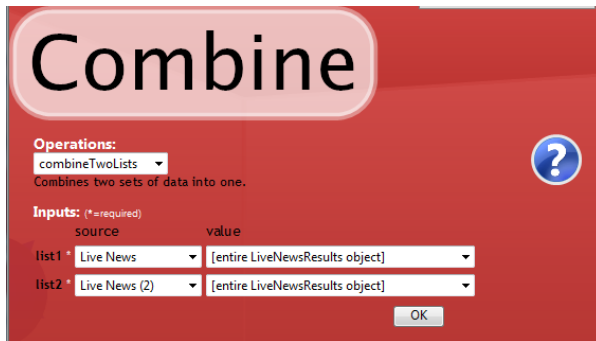 Combine
Operations:
combineTwoLists
Combines two sets of data into one.
?
Inputs: (*=required)
source value
list1 * Live News [entire LiveNewsResults object]
list2 * Live News (2) [entire LiveNewsResults object]
OK